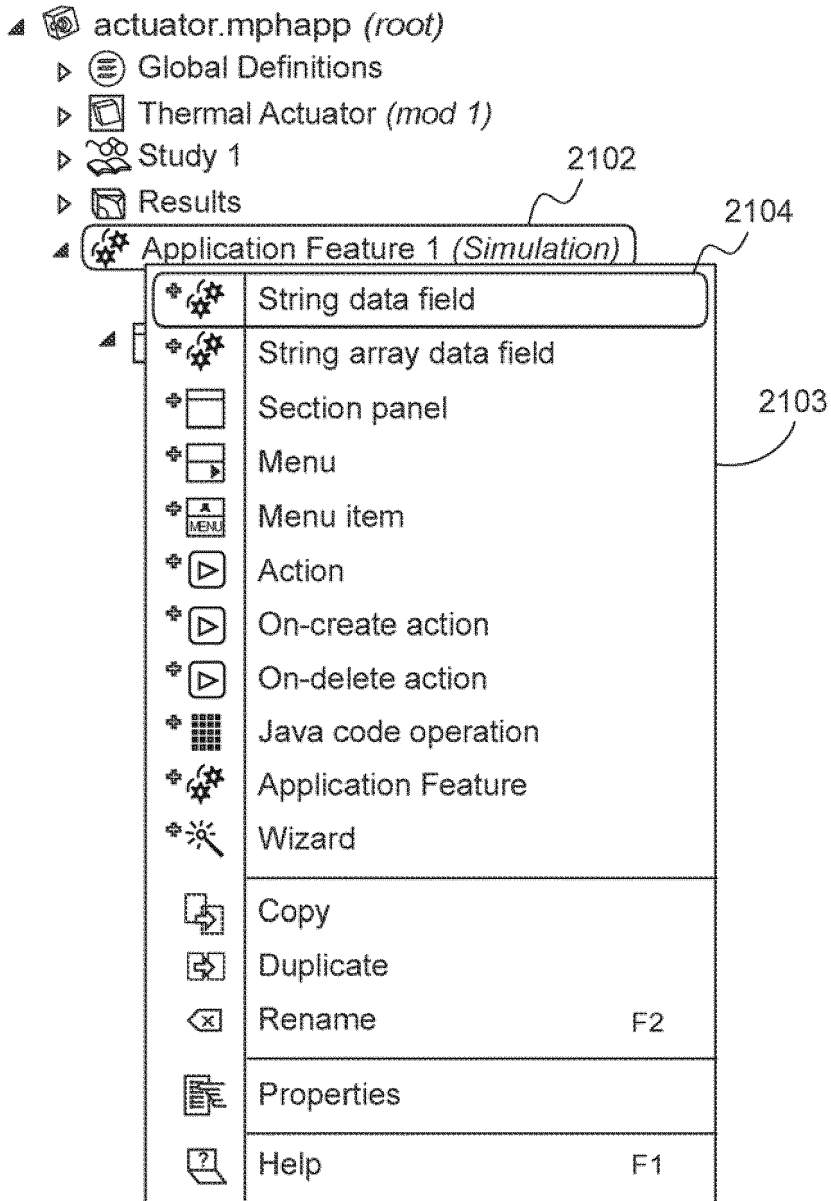 actuator.mphapp (root)
Global Definitions
Thermal Actuator (mod 1)
Study 1
2102
Results
2104
Application Feature 1 (Simulation)
String data field
String array data field
2103
Section panel
Menu
MENU
Menu item
Action
On-create action
On-delete action
Java code operation
Application Feature
Wizard
Copy
Duplicate
Rename F2
Properties
? Help F1